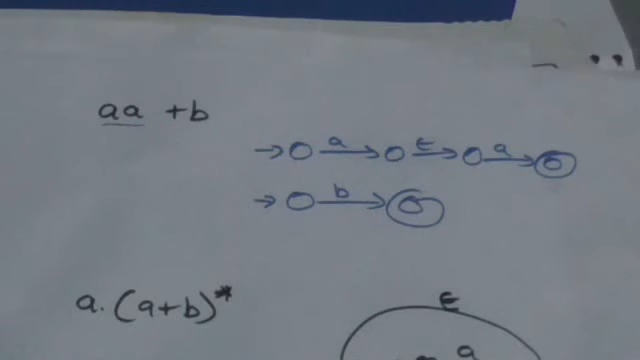 aa + b
a ε a
b
a.(a+b)*
ε
a